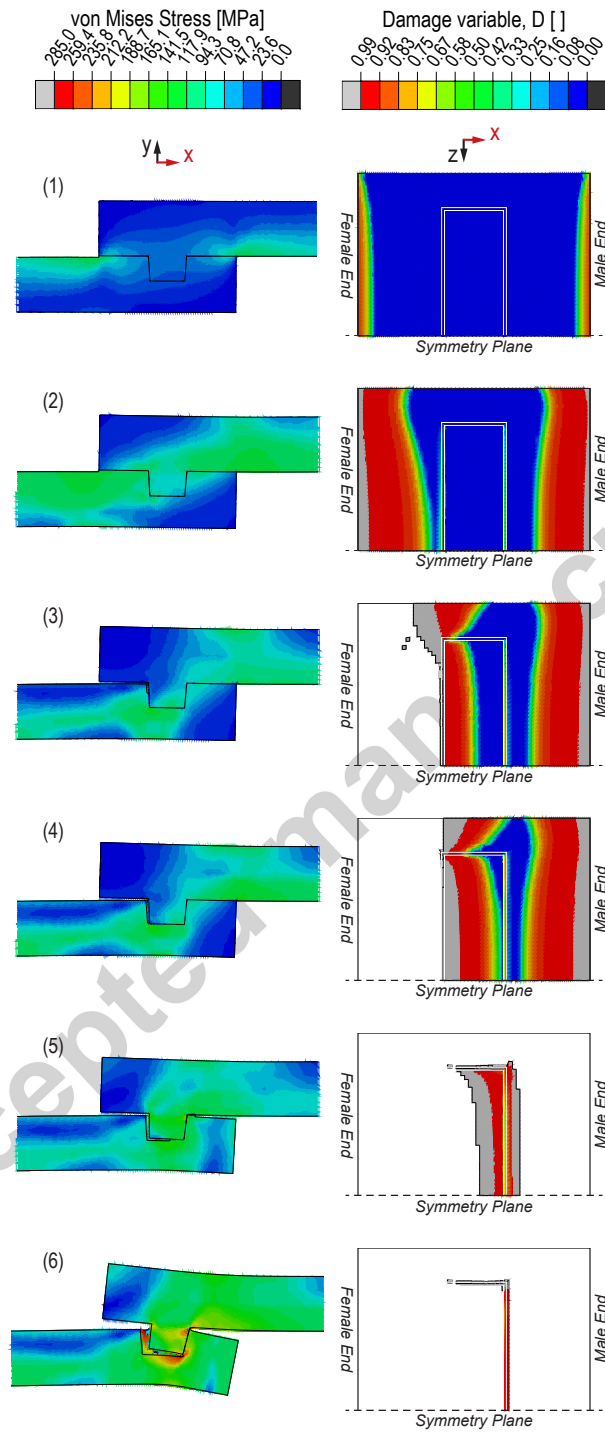 von Mises Stress [MPa]
285.0 259.4 235.8 212.2 188.7 165.1 141.5 117.9 94.3 70.8 47.2 23.6 0.0
Damage variable, D [ ]
0.99 0.92 0.83 0.75 0.67 0.58 0.50 0.42 0.33 0.25 0.16 0.08 0.00
y x
z x
(1)
Female End
Male End
Symmetry Plane
(2)
Female End
Male End
Symmetry Plane
(3)
Female End
Male End
Symmetry Plane
(4)
Female End
Male End
Symmetry Plane
(5)
Female End
Male End
Symmetry Plane
(6)
Female End
Male End
Symmetry Plane